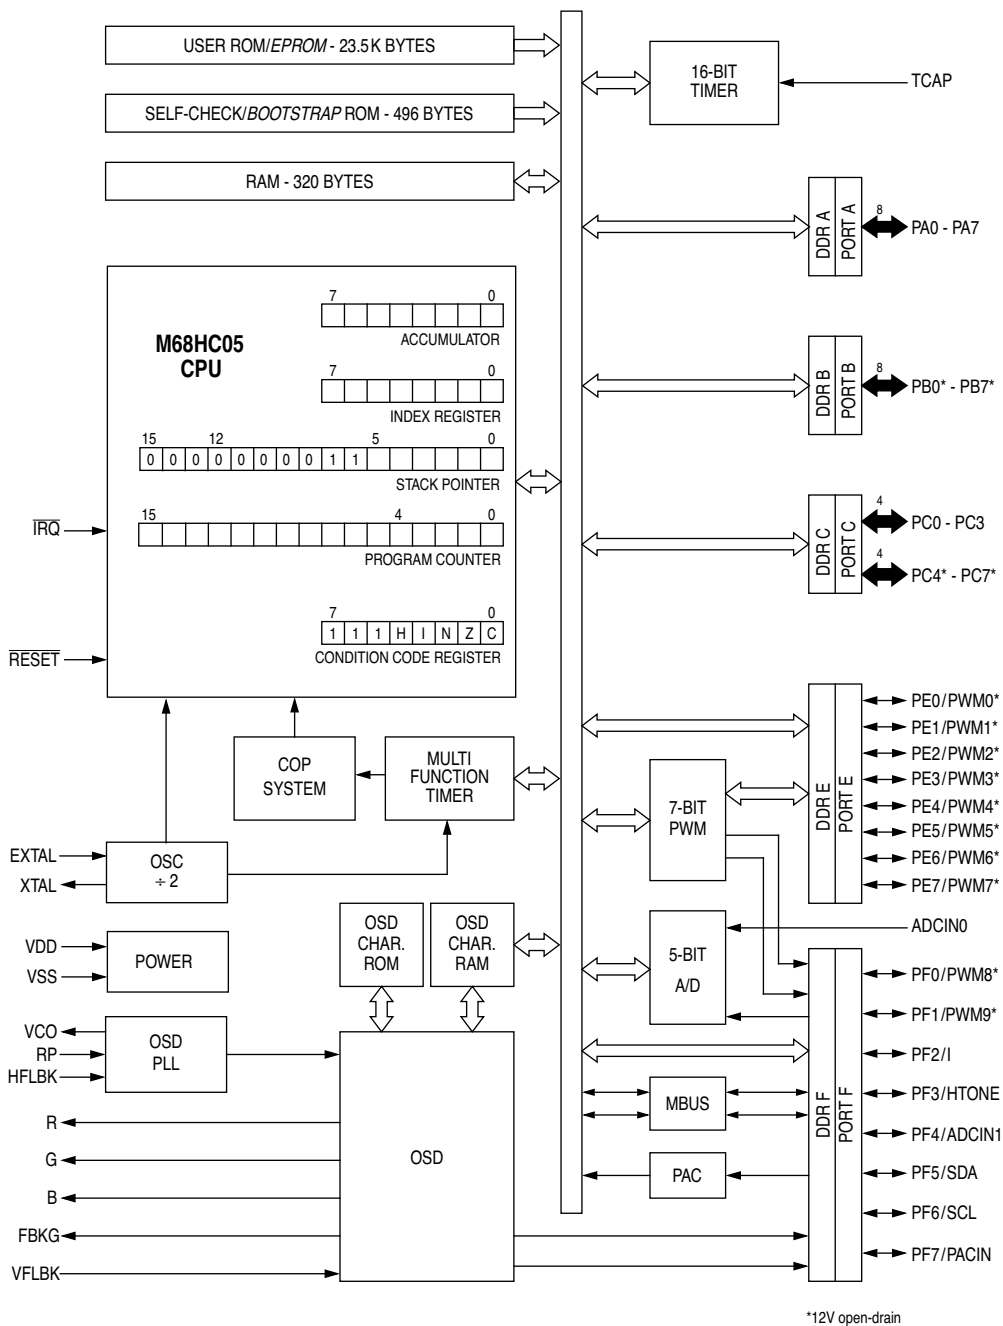 USER ROM/EPROM - 23.5K BYTES
SELF-CHECK/BOOTSTRAP ROM - 496 BYTES
RAM - 320 BYTES
16-BIT
TIMER
TCAP
DDR A
PORT A
8
PA0 - PA7
DDR B
PORT B
8
PB0* - PB7*
DDR C
PORT C
4
PC0 - PC3
4
PC4* - PC7*
M68HC05
CPU
7 0
ACCUMULATOR
7 0
INDEX REGISTER
15 12 5 0
0 0 0 0 0 0 0 0 1 1
STACK POINTER
15 4 0
PROGRAM COUNTER
7 0
1 1 1 H I N Z C
CONDITION CODE REGISTER
IRQ
RESET
COP
SYSTEM
MULTI
FUNCTION
TIMER
EXTAL
XTAL
OSC
÷ 2
VDD
VSS
POWER
VCO
RP
HFLBK
OSD
PLL
OSD
CHAR.
ROM
OSD
CHAR.
RAM
R
G
B
FBKG
VFLBK
OSD
7-BIT
PWM
5-BIT
A/D
MBUS
PAC
DDR E
PORT E
PE0/PWM0*
PE1/PWM1*
PE2/PWM2*
PE3/PWM3*
PE4/PWM4*
PE5/PWM5*
PE6/PWM6*
PE7/PWM7*
ADCIN0
DDR F
PORT F
PF0/PWM8*
PF1/PWM9*
PF2/I
PF3/HTONE
PF4/ADCIN1
PF5/SDA
PF6/SCL
PF7/PACIN
*12V open-drain